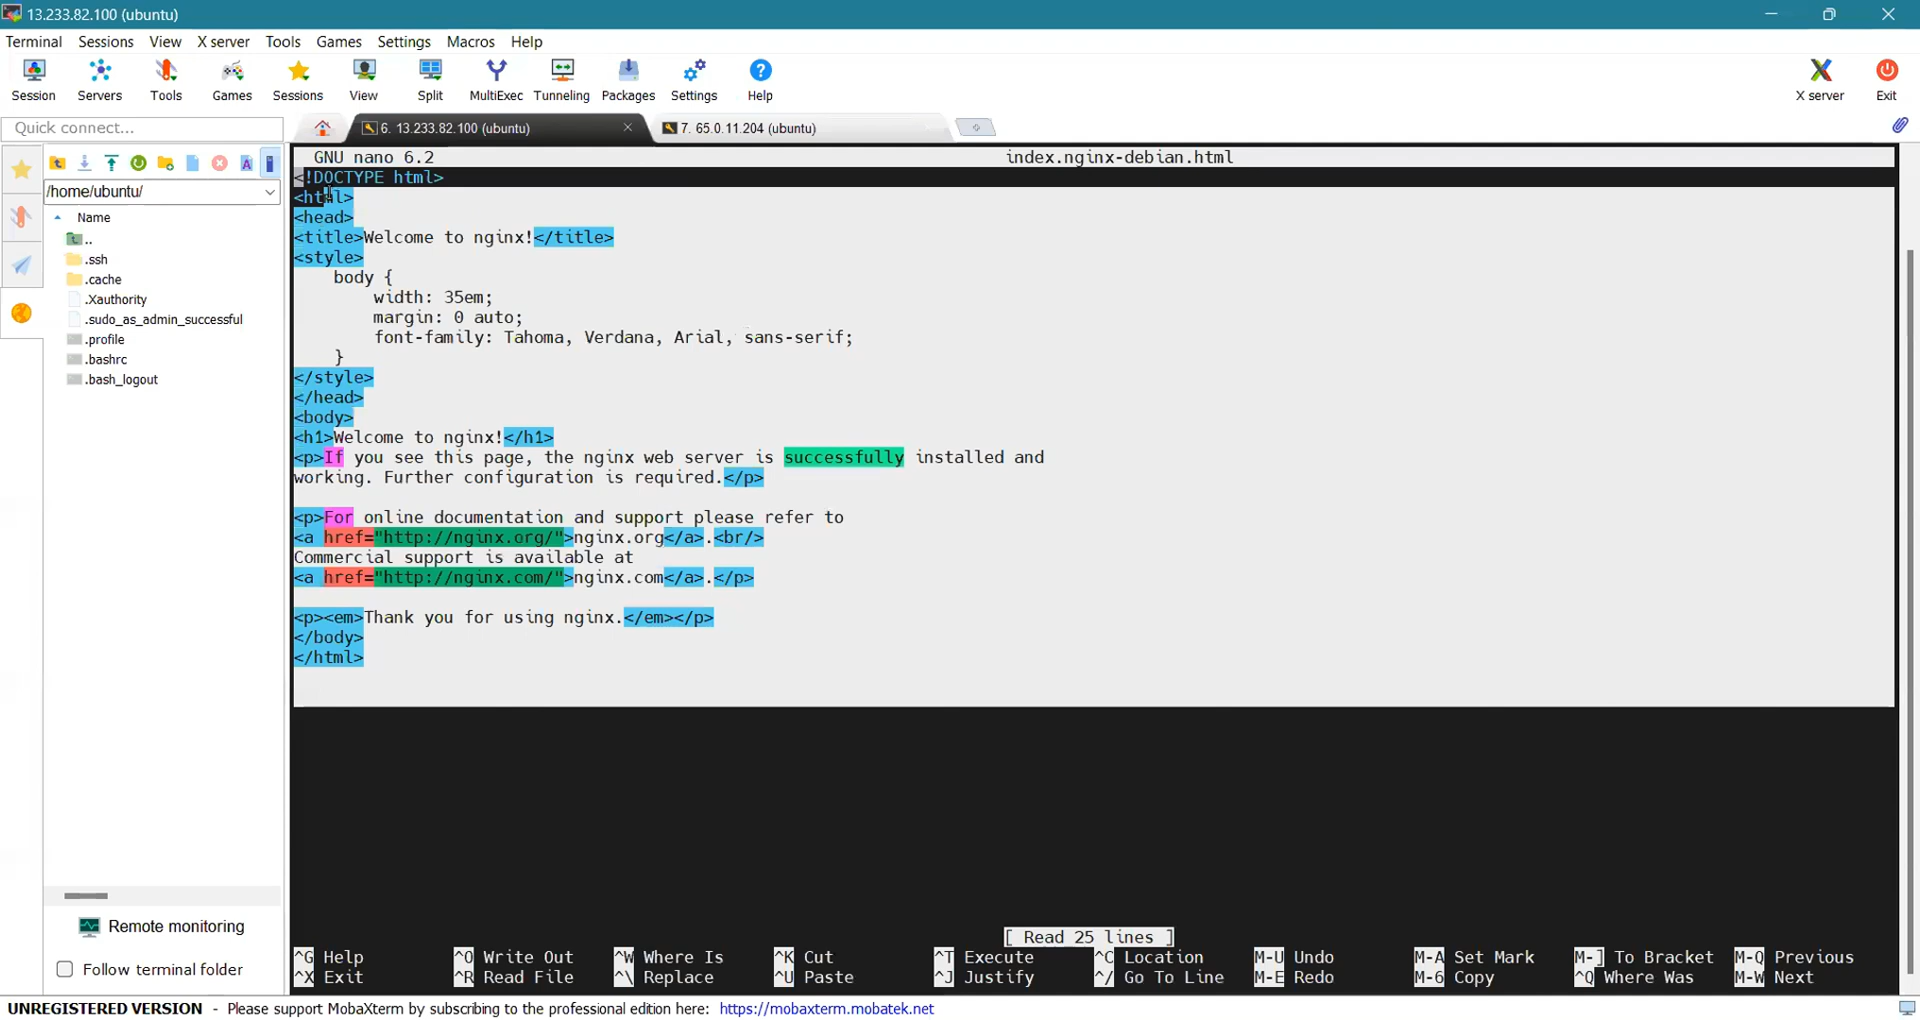 13.233.82.100 (ubuntu)
Terminal Sessions View X server Tools Games Settings Macros Help
Session Servers Tools Games Sessions View Split MultiExec Tunneling Packages Settings Help X server Exit
Quick connect...
6. 13.233.82.100 (ubuntu)
7. 65.0.11.204 (ubuntu)
/home/ubuntu/
Name
..
.ssh
.cache
.Xauthority
.sudo_as_admin_successful
.profile
.bashrc
.bash_logout
Remote monitoring
Follow terminal folder
GNU nano 6.2 index.nginx-debian.html
<!DOCTYPE html>
<html>
<head>
<title>Welcome to nginx!</title>
<style>
body {
width: 35em;
margin: 0 auto;
font-family: Tahoma, Verdana, Arial, sans-serif;
}
</style>
</head>
<body>
<h1>Welcome to nginx!</h1>
<p>If you see this page, the nginx web server is successfully installed and
working. Further configuration is required.</p>
<p>For online documentation and support please refer to
<a href="http://nginx.org/">nginx.org</a>.<br/>
Commercial support is available at
<a href="http://nginx.com/">nginx.com</a>.</p>
<p><em>Thank you for using nginx.</em></p>
</body>
</html>
[ Read 25 lines ]
^G Help ^O Write Out ^W Where Is ^K Cut ^T Execute ^C Location M-U Undo M-A Set Mark M-] To Bracket M-Q Previous
^X Exit ^R Read File ^\ Replace ^U Paste ^J Justify ^/ Go To Line M-E Redo M-6 Copy ^Q Where Was M-W Next
UNREGISTERED VERSION - Please support MobaXterm by subscribing to the professional edition here: https://mobaxterm.mobatek.net